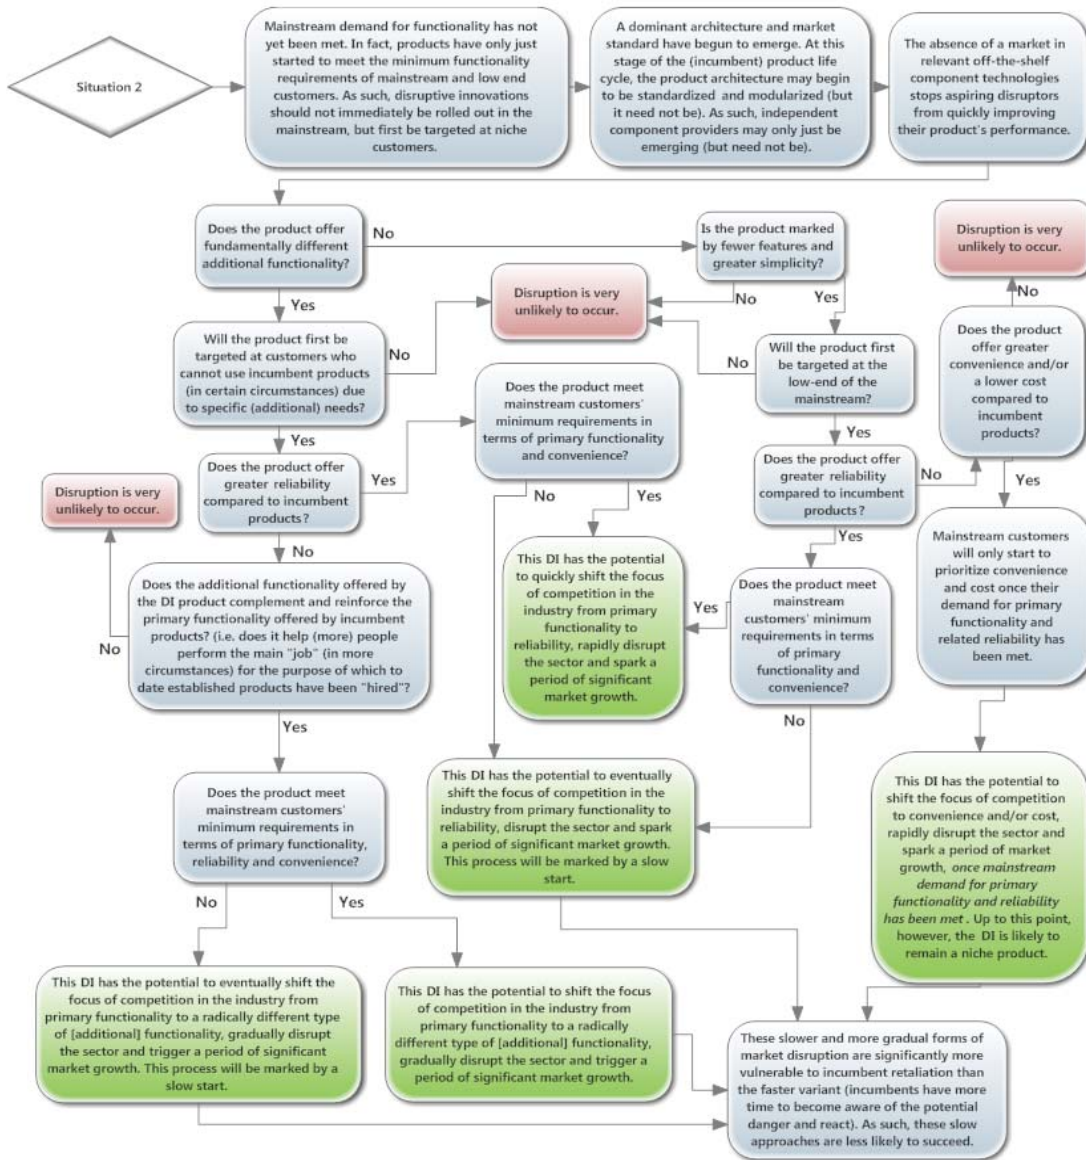 Situation 2
Mainstream demand for functionality has not
yet been met. In fact, products have only just
started to meet the minimum functionality
requirements of mainstream and low end
customers. As such, disruptive innovations
should not immediately be rolled out in the
mainstream, but first be targeted at niche
customers.
A dominant architecture and market
standard have begun to emerge. At this
stage of the (incumbent) product life
cycle, the product architecture may begin
to be standardized and modularized (but
it need not be). As such, independent
component providers may only just be
emerging (but need not be).
The absence of a market in
relevant off-the-shelf
component technologies
stops aspiring disruptors
from quickly improving
their product's performance.
Does the product offer
fundamentally different
additional functionality?
No
Is the product marked
by fewer features and
greater simplicity?
Disruption is very
unlikely to occur.
Yes
Disruption is very
unlikely to occur.
No
Yes
No
Will the product first be
targeted at customers who
cannot use incumbent products
(in certain circumstances) due
to specific (additional) needs?
No
No
Will the product first
be targeted at the
low-end of the
mainstream?
Does the product
offer greater
convenience and/or
a lower cost
compared to
incumbent
products?
Does the product meet
mainstream customers'
minimum requirements in
terms of primary functionality
and convenience?
Yes
Yes
Does the product offer
greater reliability
compared to incumbent
products?
Yes
Does the product offer
greater reliability
compared to incumbent
products?
No
Yes
Disruption is very
unlikely to occur.
No
Yes
No
Yes
Mainstream customers
will only start to
prioritize convenience
and cost once their
demand for primary
functionality and
related reliability has
been met.
This DI has the potential
to quickly shift the focus
of competition in the
industry from primary
functionality to
reliability, rapidly disrupt
the sector and spark a
period of significant
market growth.
Does the additional functionality offered by
the DI product complement and reinforce the
primary functionality offered by incumbent
products? (i.e. does it help (more) people
perform the main "job" (in more
circumstances) for the purpose of which to
date established products have been "hired"?
No
Yes
Does the product meet
mainstream customers'
minimum requirements in terms
of primary functionality
and convenience?
Yes
No
Does the product meet
mainstream customers'
minimum requirements in
terms of primary functionality,
reliability and convenience?
This DI has the potential to eventually
shift the focus of competition in the
industry from primary functionality to
reliability, disrupt the sector and spark
a period of significant market growth.
This process will be marked by a slow
start.
This DI has the potential to
shift the focus of competition
to convenience and/or cost,
rapidly disrupt the sector and
spark a period of market
growth, once mainstream
demand for primary
functionality and reliability
has been met. Up to this point,
however, the DI is likely to
remain a niche product.
No
Yes
This DI has the potential to eventually shift the
focus of competition in the industry from
primary functionality to a radically different type
of [additional] functionality, gradually disrupt
the sector and trigger a period of significant
market growth. This process will be marked by a
slow start.
This DI has the potential to shift the focus
of competition in the industry from
primary functionality to a radically
different type of [additional] functionality,
gradually disrupt the sector and trigger a
period of significant market growth.
These slower and more gradual forms of
market disruption are significantly more
vulnerable to incumbent retaliation than
the faster variant (incumbents have more
time to become aware of the potential
danger and react). As such, these slow
approaches are less likely to succeed.